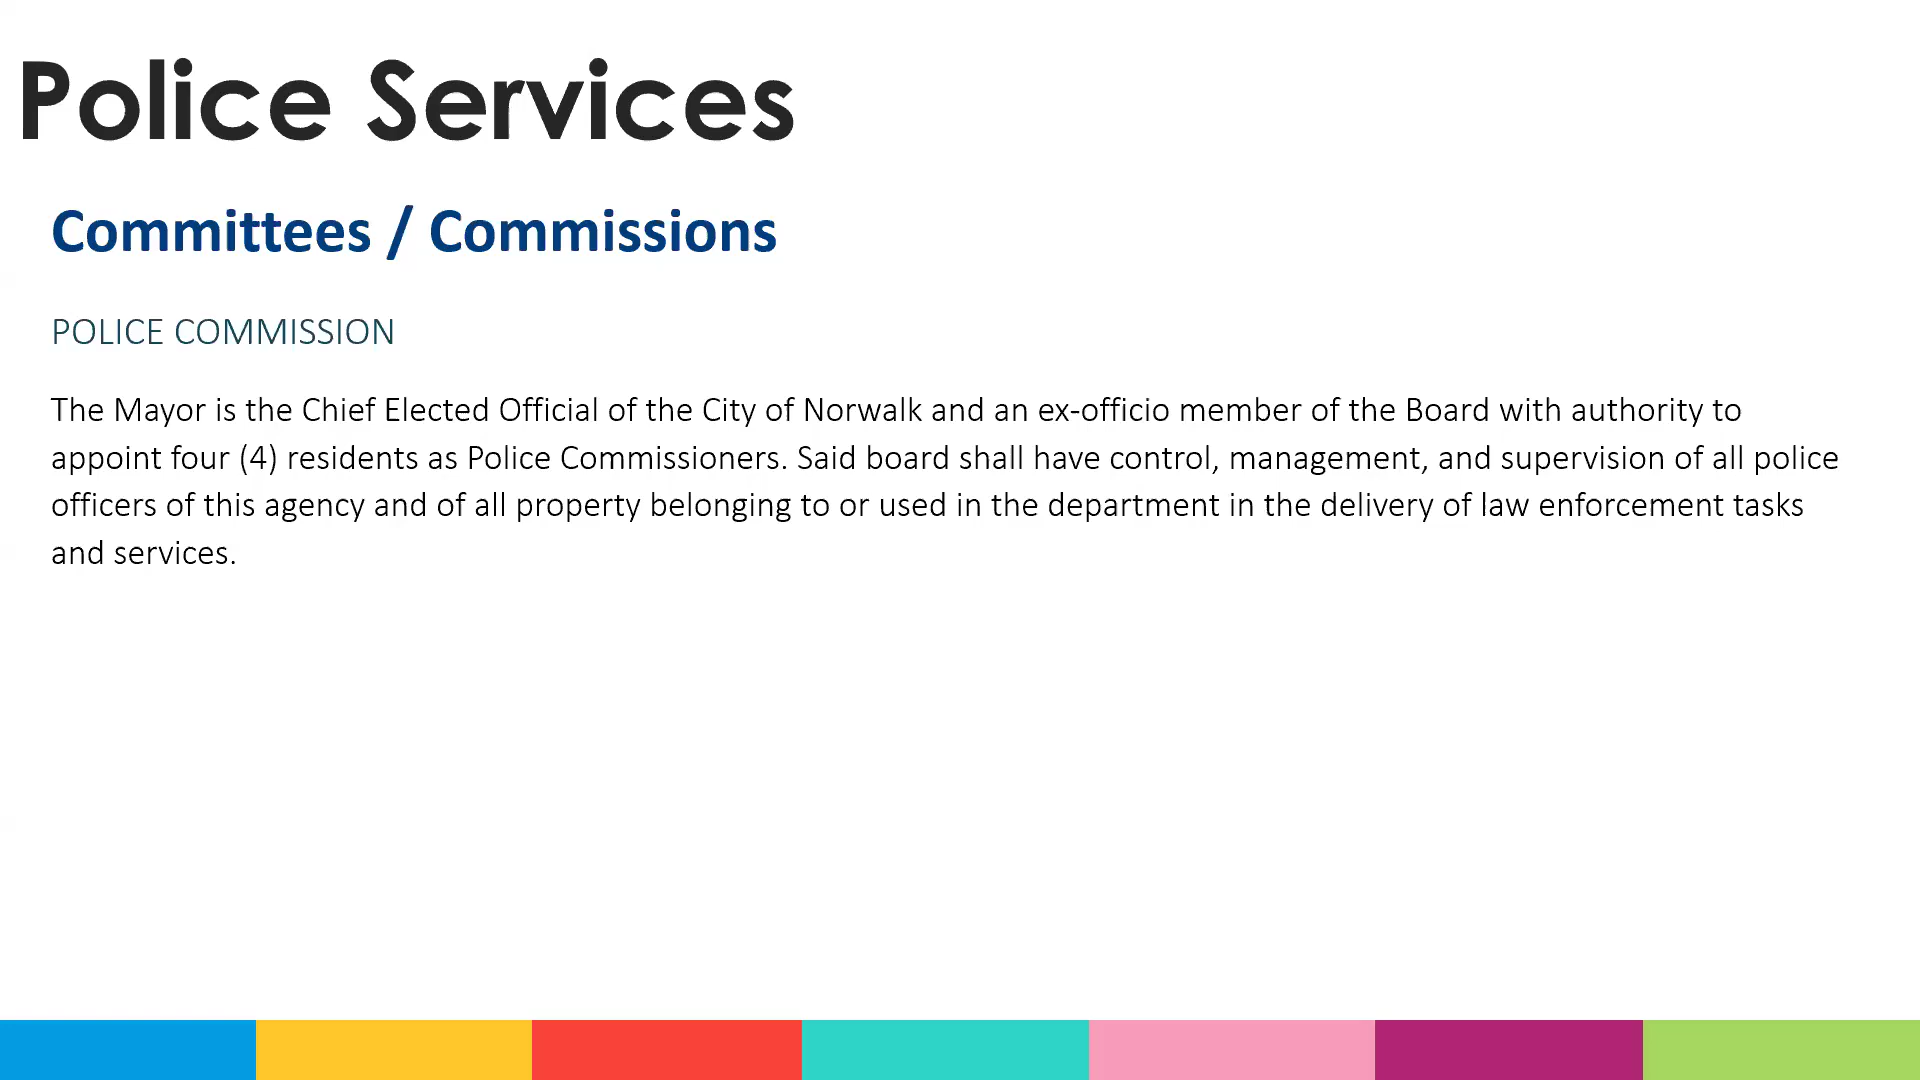 Police Services
Committees / Commissions
POLICE COMMISSION
The Mayor is the Chief Elected Official of the City of Norwalk and an ex-officio member of the Board with authority to
appoint four (4) residents as Police Commissioners. Said board shall have control, management, and supervision of all police
officers of this agency and of all property belonging to or used in the department in the delivery of law enforcement tasks
and services.